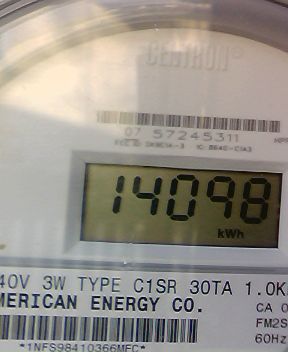 CENTRON®
07 57245311
14098
kWh
40V 3W TYPE C1SR 30TA 1.0K
MERICAN ENERGY CO.
CA 0
FM2S
60Hz
*1NFS98410366MFC*